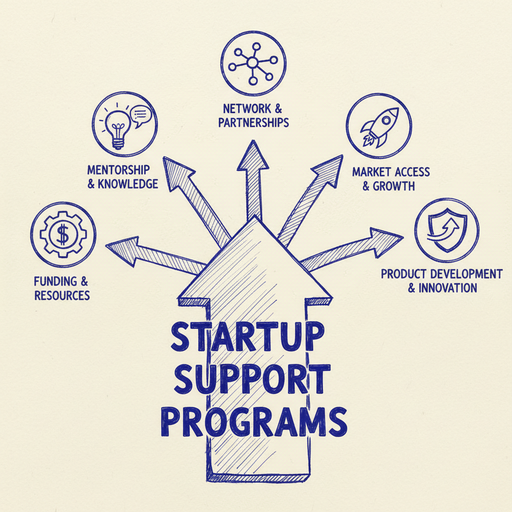 NETWORK &
PARTNERSHIPS
MENTORSHIP
& KNOWLEDGE
MARKET ACCESS
& GROWTH
$
FUNDING &
RESOURCES
PRODUCT DEVELOPMENT
& INNOVATION
STARTUP
SUPPORT
PROGRAMS